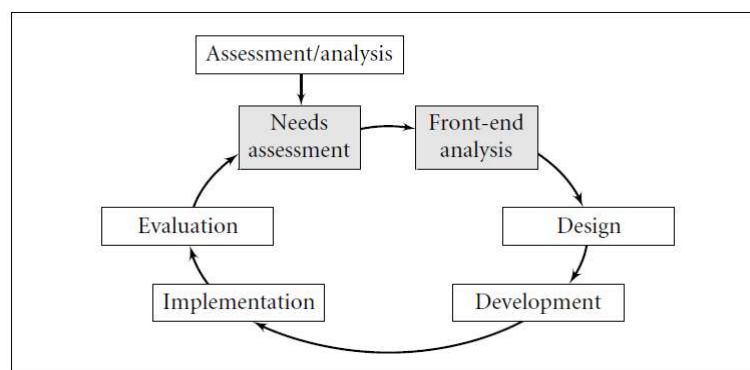 Assessment/analysis
Needs
assessment
Front-end
analysis
Evaluation
Design
Implementation
Development